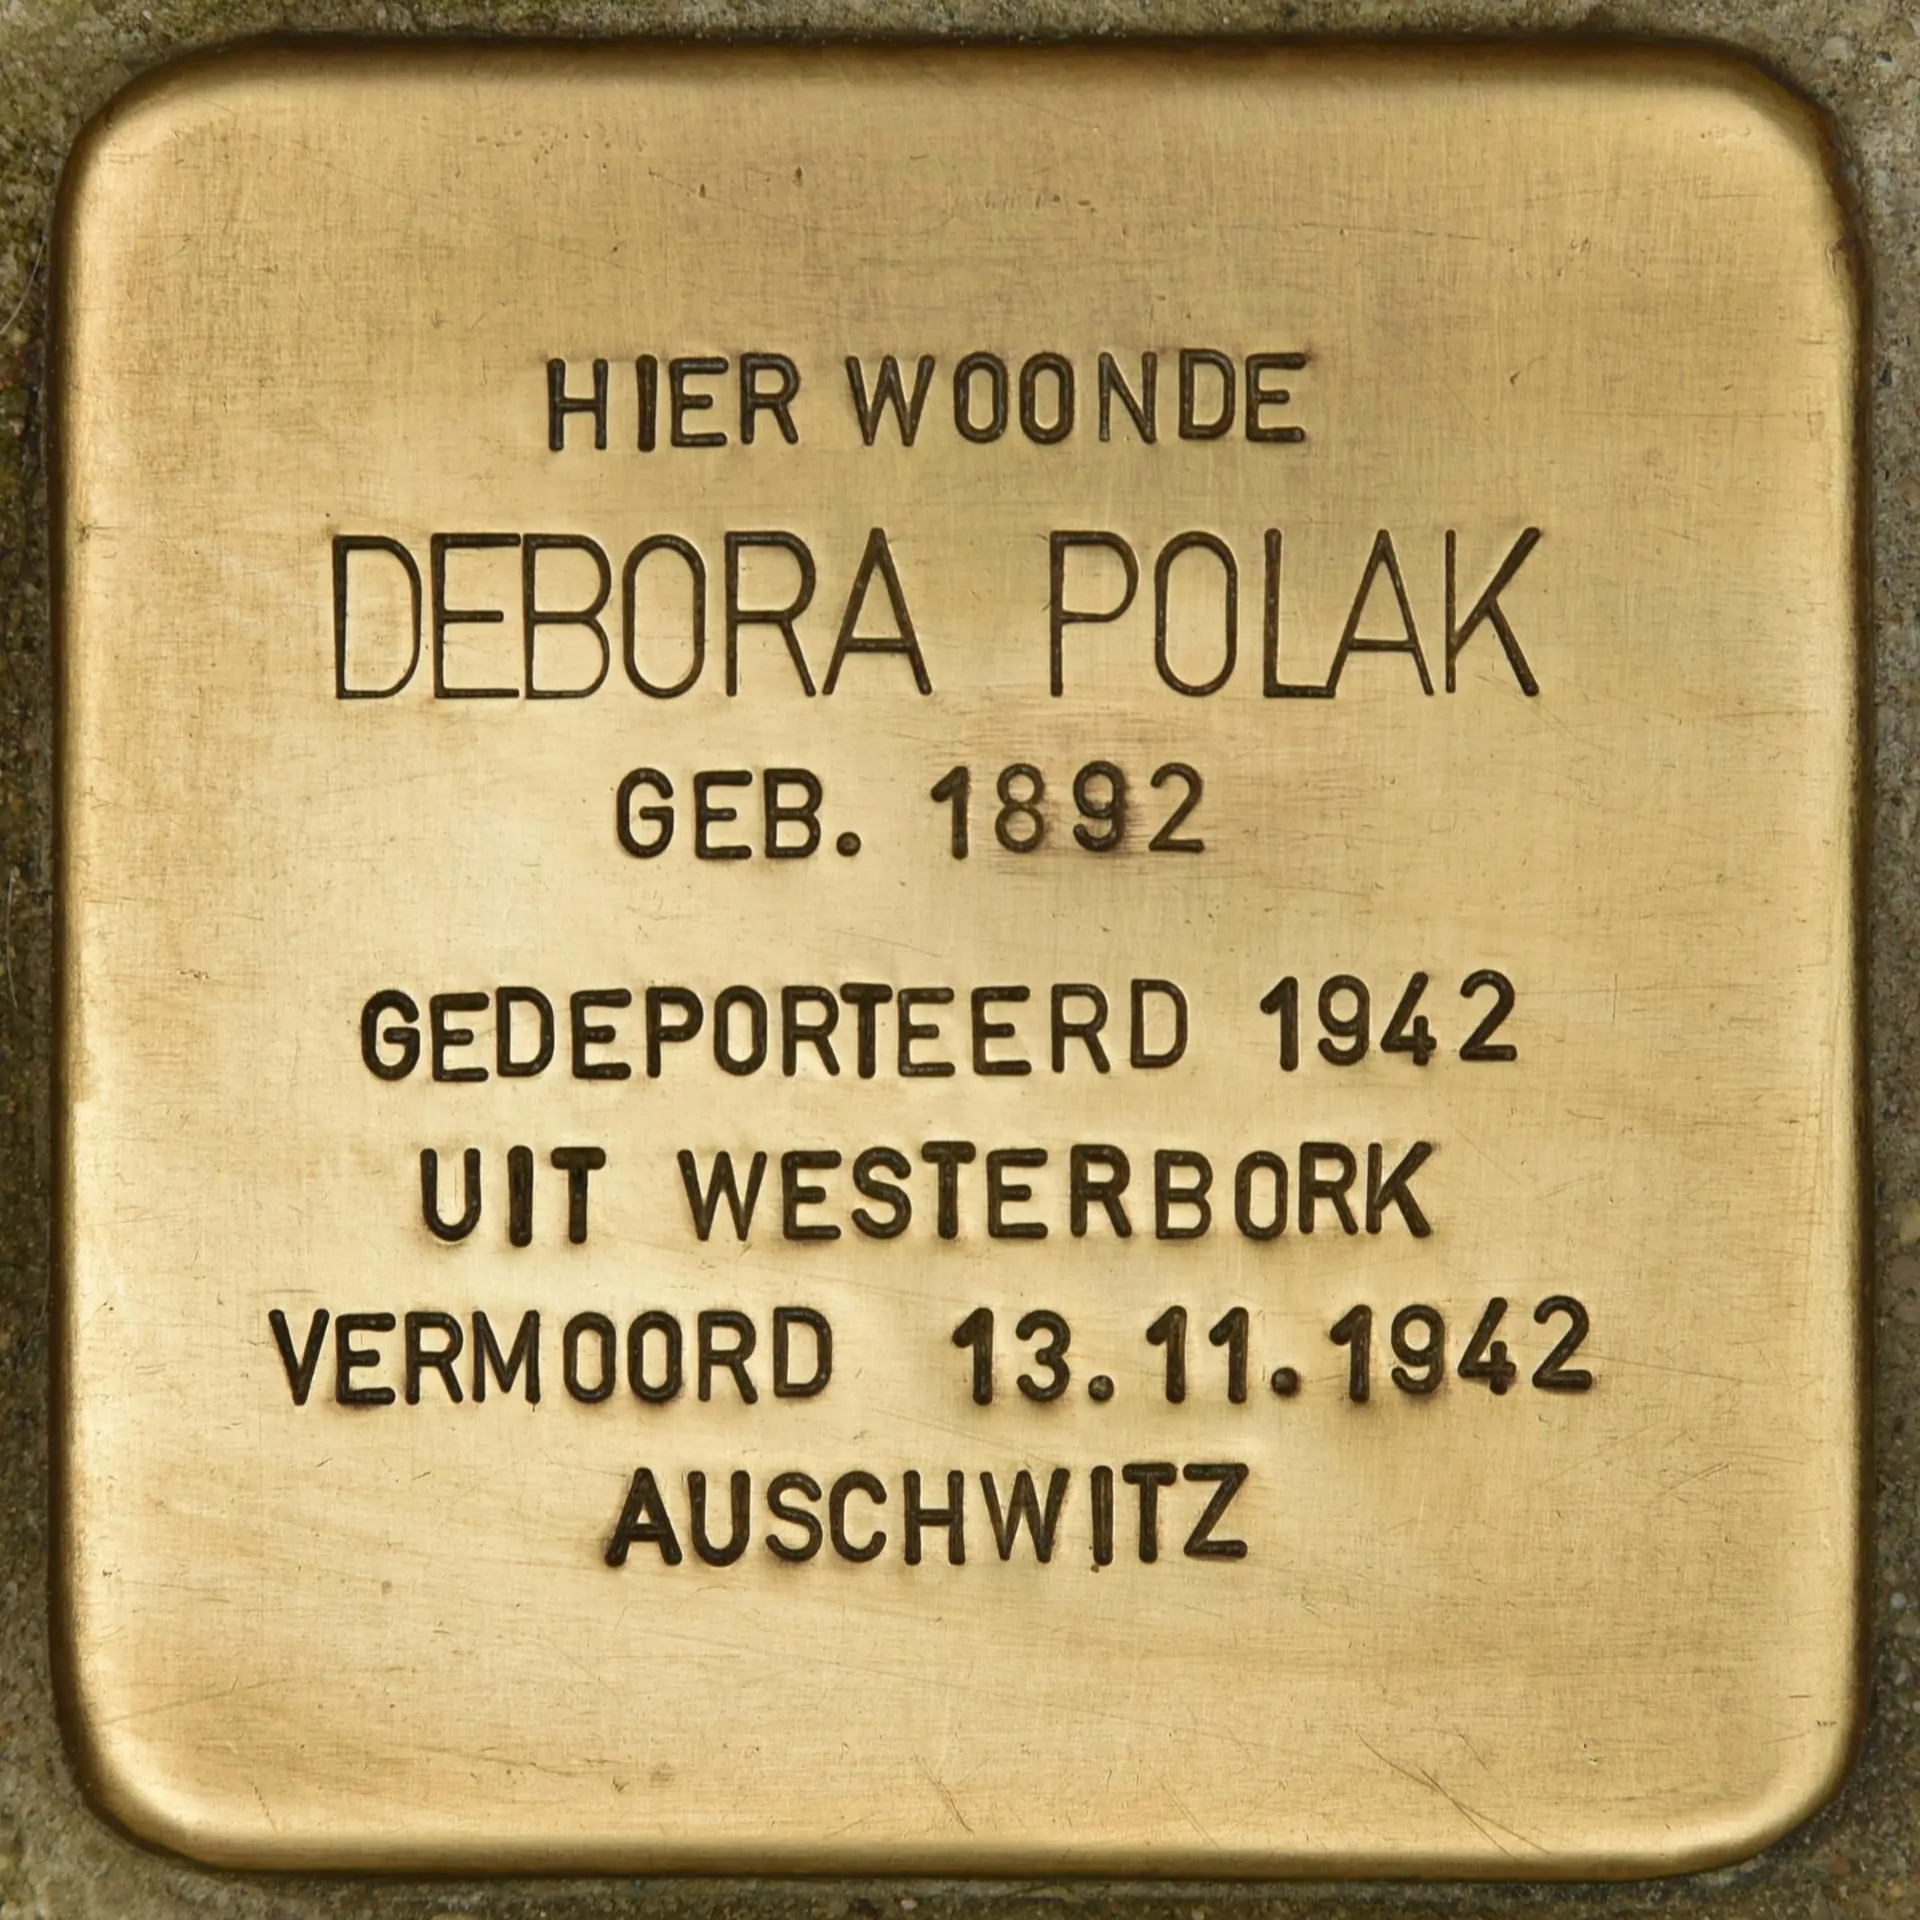 HIER WOONDE
DEBORA POLAK
GEB. 1892
GEDEPORTEERD 1942
UIT WESTERBORK
VERMOORD 13.11.1942
AUSCHWITZ